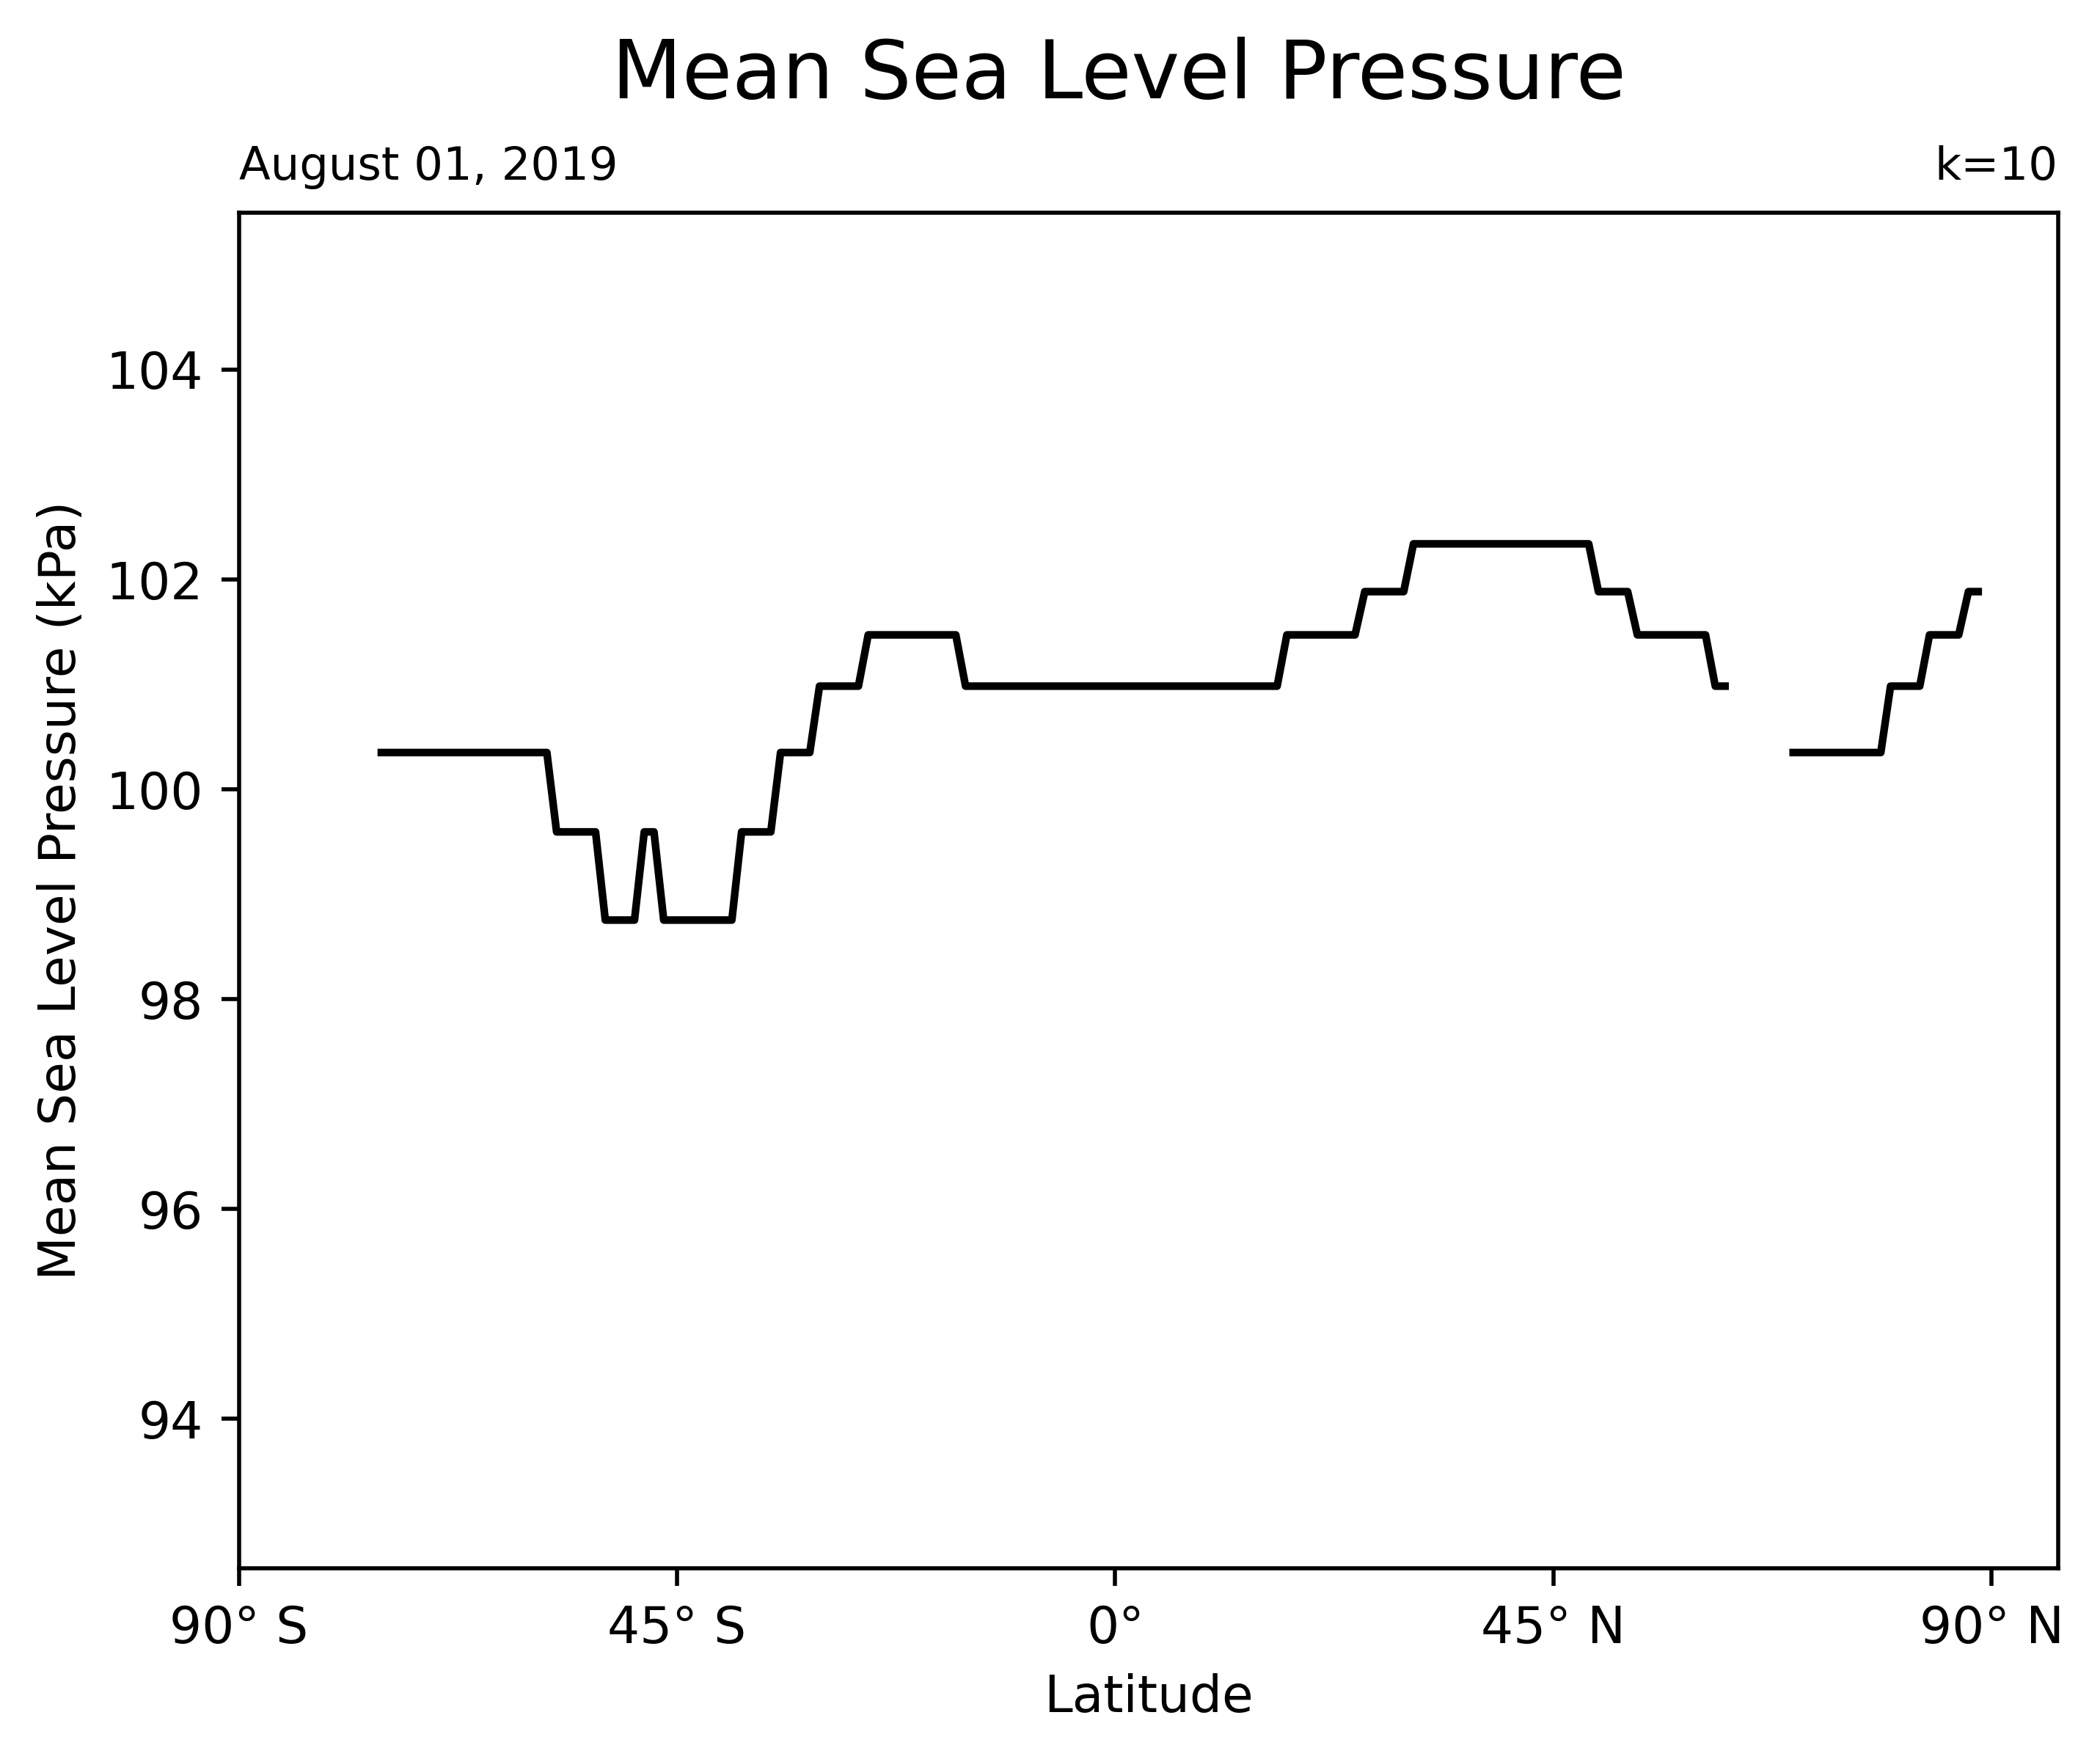 Mean Sea Level Pressure
August 01, 2019
k=10
Mean Sea Level Pressure (kPa)
104
102
100
98
96
94
90° S
45° S
0°
45° N
90° N
Latitude